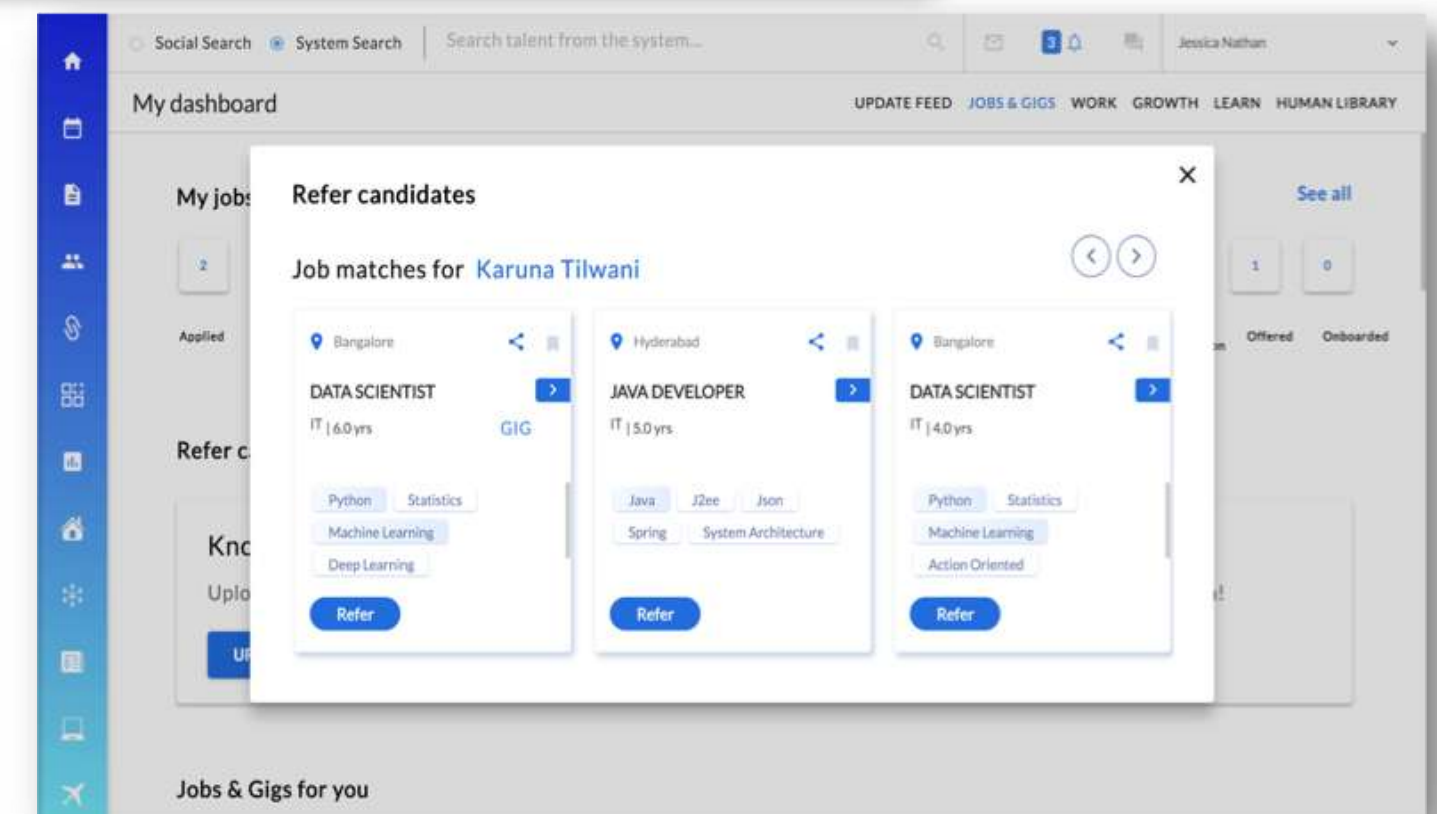 Social Search System Search Search talent from the system... 3 Jessica Nathan
My dashboard UPDATE FEED JOBS & GIGS WORK GROWTH LEARN HUMAN LIBRARY
My jobs See all
2 1 0
Applied on Offered Onboarded
Refer c
Kno
Uplo !
UP
Refer candidates
Job matches for Karuna Tilwani
Bangalore
DATA SCIENTIST
IT | 6.0 yrs GIG
Python Statistics
Machine Learning
Deep Learning
Refer
Hyderabad
JAVA DEVELOPER
IT | 5.0 yrs
Java J2ee Json
Spring System Architecture
Refer
Bangalore
DATA SCIENTIST
IT | 4.0 yrs
Python Statistics
Machine Learning
Action Oriented
Refer
Jobs & Gigs for you